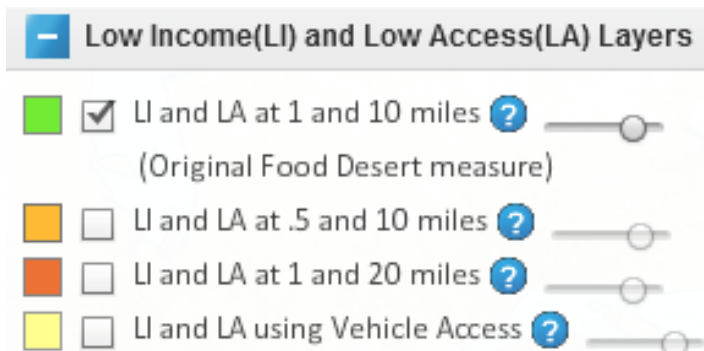 Low Income(LI) and Low Access(LA) Layers
LI and LA at 1 and 10 miles ?
(Original Food Desert measure)
LI and LA at .5 and 10 miles ?
LI and LA at 1 and 20 miles ?
LI and LA using Vehicle Access ?